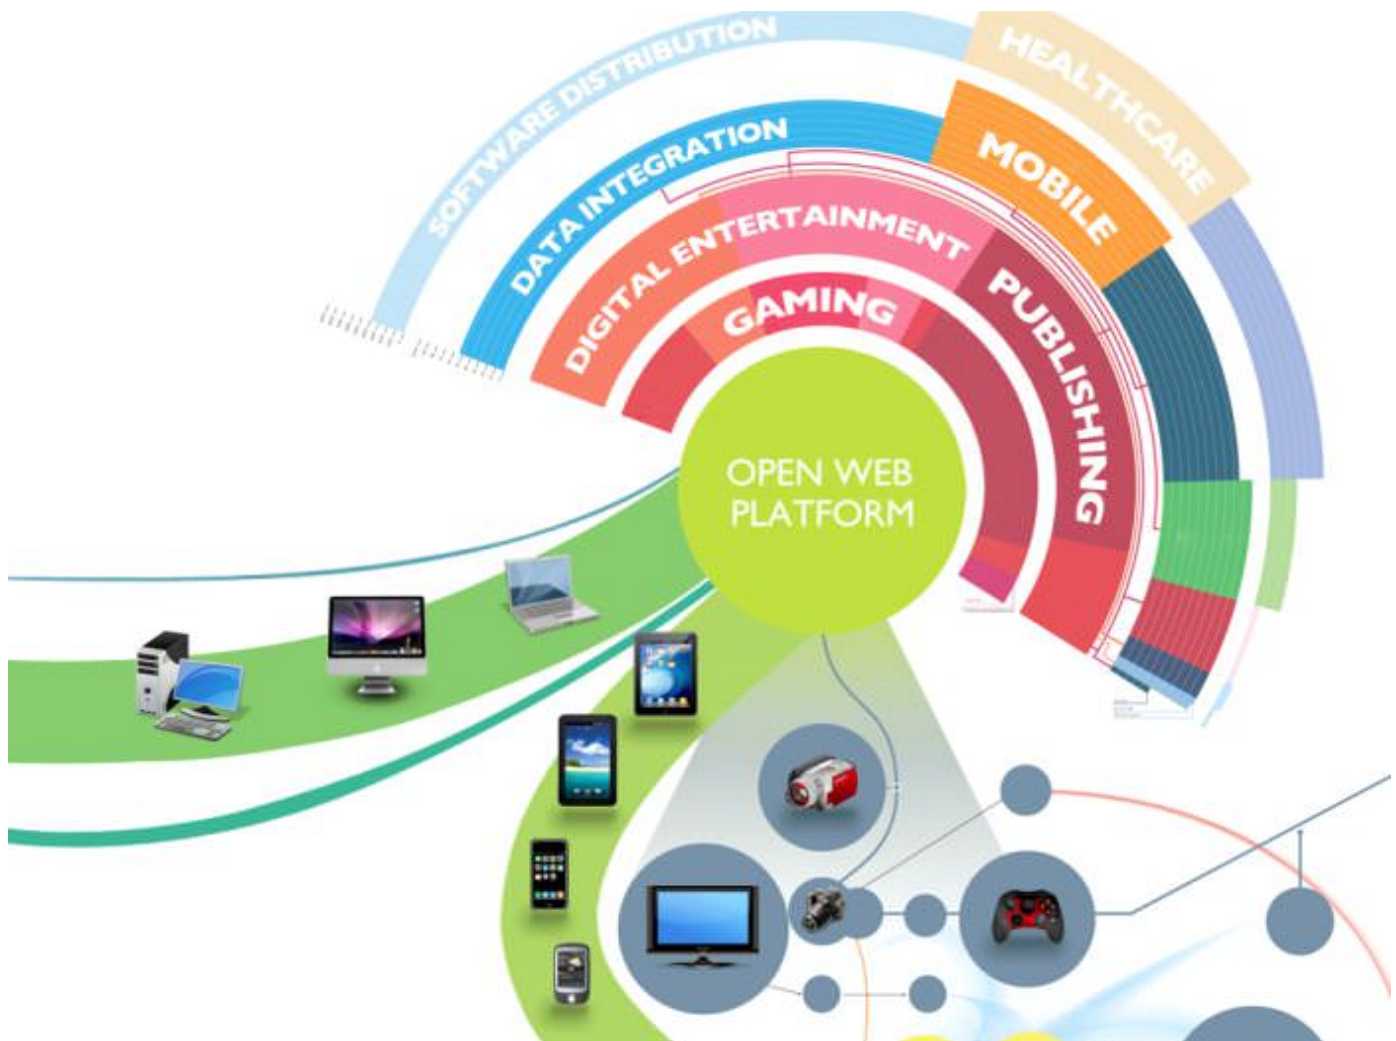 SOFTWARE DISTRIBUTION
HEALTHCARE
DATA INTEGRATION
MOBILE
DIGITAL ENTERTAINMENT
PUBLISHING
GAMING
OPEN WEB
PLATFORM